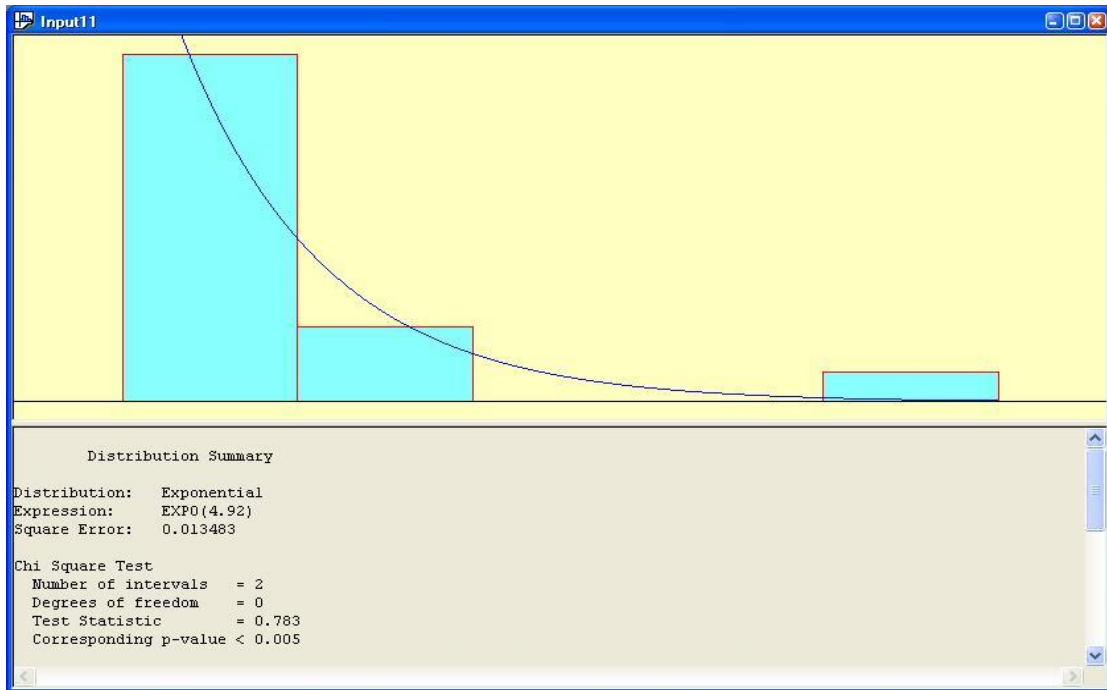 Input11
Distribution Summary
Distribution: Exponential
Expression: EXPO(4.92)
Square Error: 0.013483
Chi Square Test
Number of intervals = 2
Degrees of freedom = 0
Test Statistic = 0.783
Corresponding p-value < 0.005